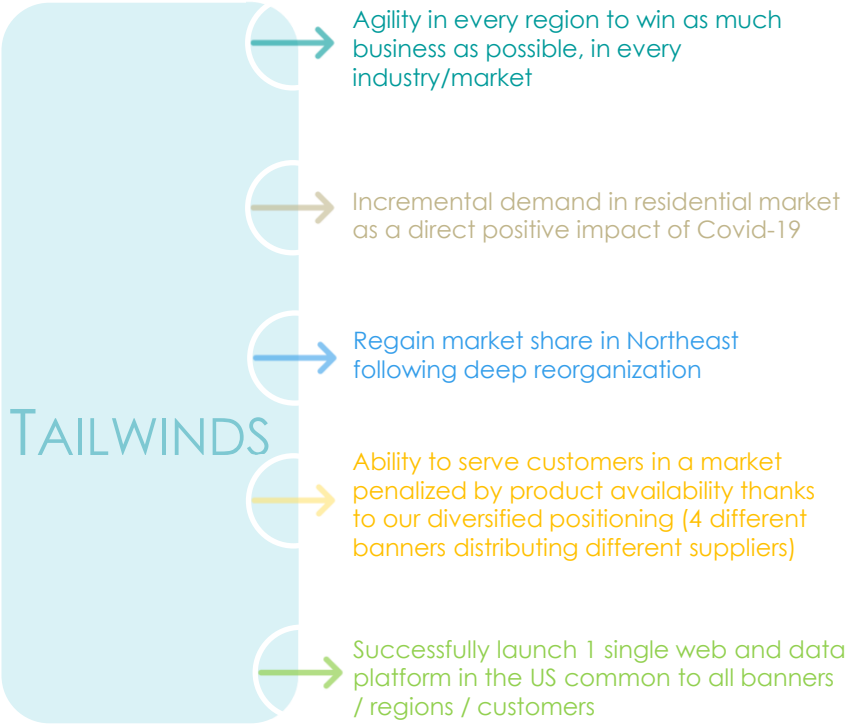 Agility in every region to win as much
business as possible, in every
industry/market
Incremental demand in residential market
as a direct positive impact of Covid-19
Regain market share in Northeast
following deep reorganization
TAILWINDS
Ability to serve customers in a market
penalized by product availability thanks
to our diversified positioning (4 different
banners distributing different suppliers)
Successfully launch 1 single web and data
platform in the US common to all banners
/ regions / customers